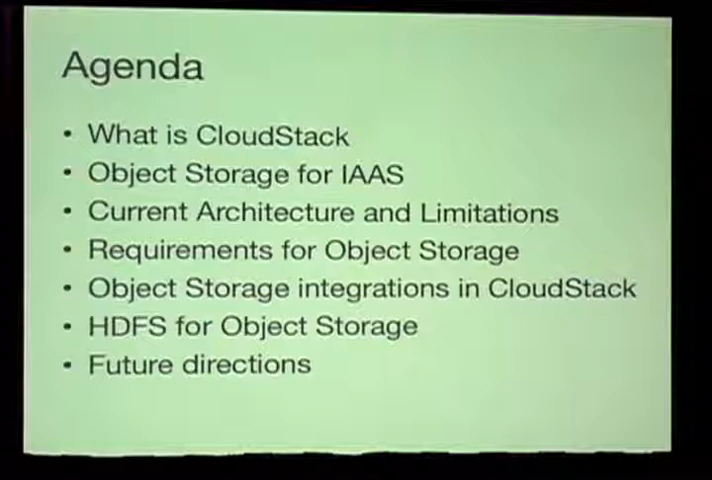 Agenda
• What is CloudStack
• Object Storage for IAAS
• Current Architecture and Limitations
• Requirements for Object Storage
• Object Storage integrations in CloudStack
• HDFS for Object Storage
• Future directions